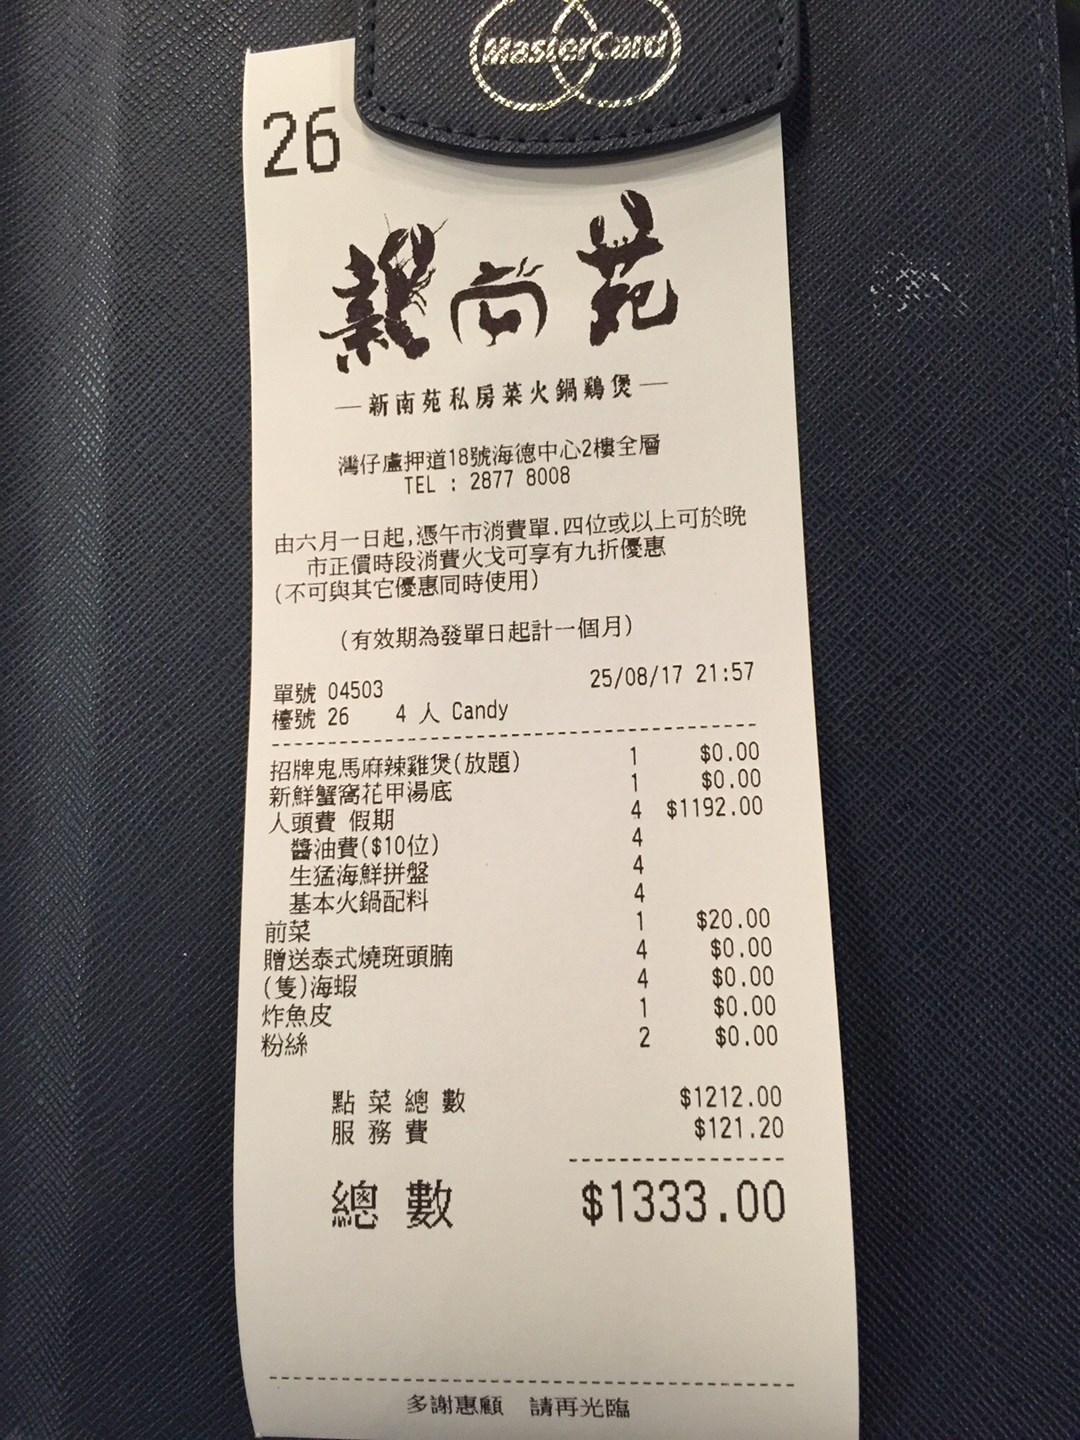 MasterCard
26
新南苑
—新南苑私房菜火鍋鷄煲—
灣仔盧押道18號海德中心2樓全層
TEL : 2877 8008
由六月一日起,憑午市消費單.四位或以上可於晚
市正價時段消費火戈可享有九折優惠
(不可與其它優惠同時使用)
(有效期為發單日起計一個月)
單號 04503 25/08/17 21:57
檯號 26 4 人 Candy
招牌鬼馬麻辣雞煲(放題) 1 $0.00
新鮮蟹窩花甲湯底 1 $0.00
人頭費 假期 4 $1192.00
醬油費($10位) 4
生猛海鮮拼盤 4
基本火鍋配料 4
前菜 1 $20.00
贈送泰式燒斑頭腩 4 $0.00
(隻)海蝦 4 $0.00
炸魚皮 1 $0.00
粉絲 2 $0.00
點菜總數 $1212.00
服務費 $121.20
總數 $1333.00
多謝惠顧 請再光臨